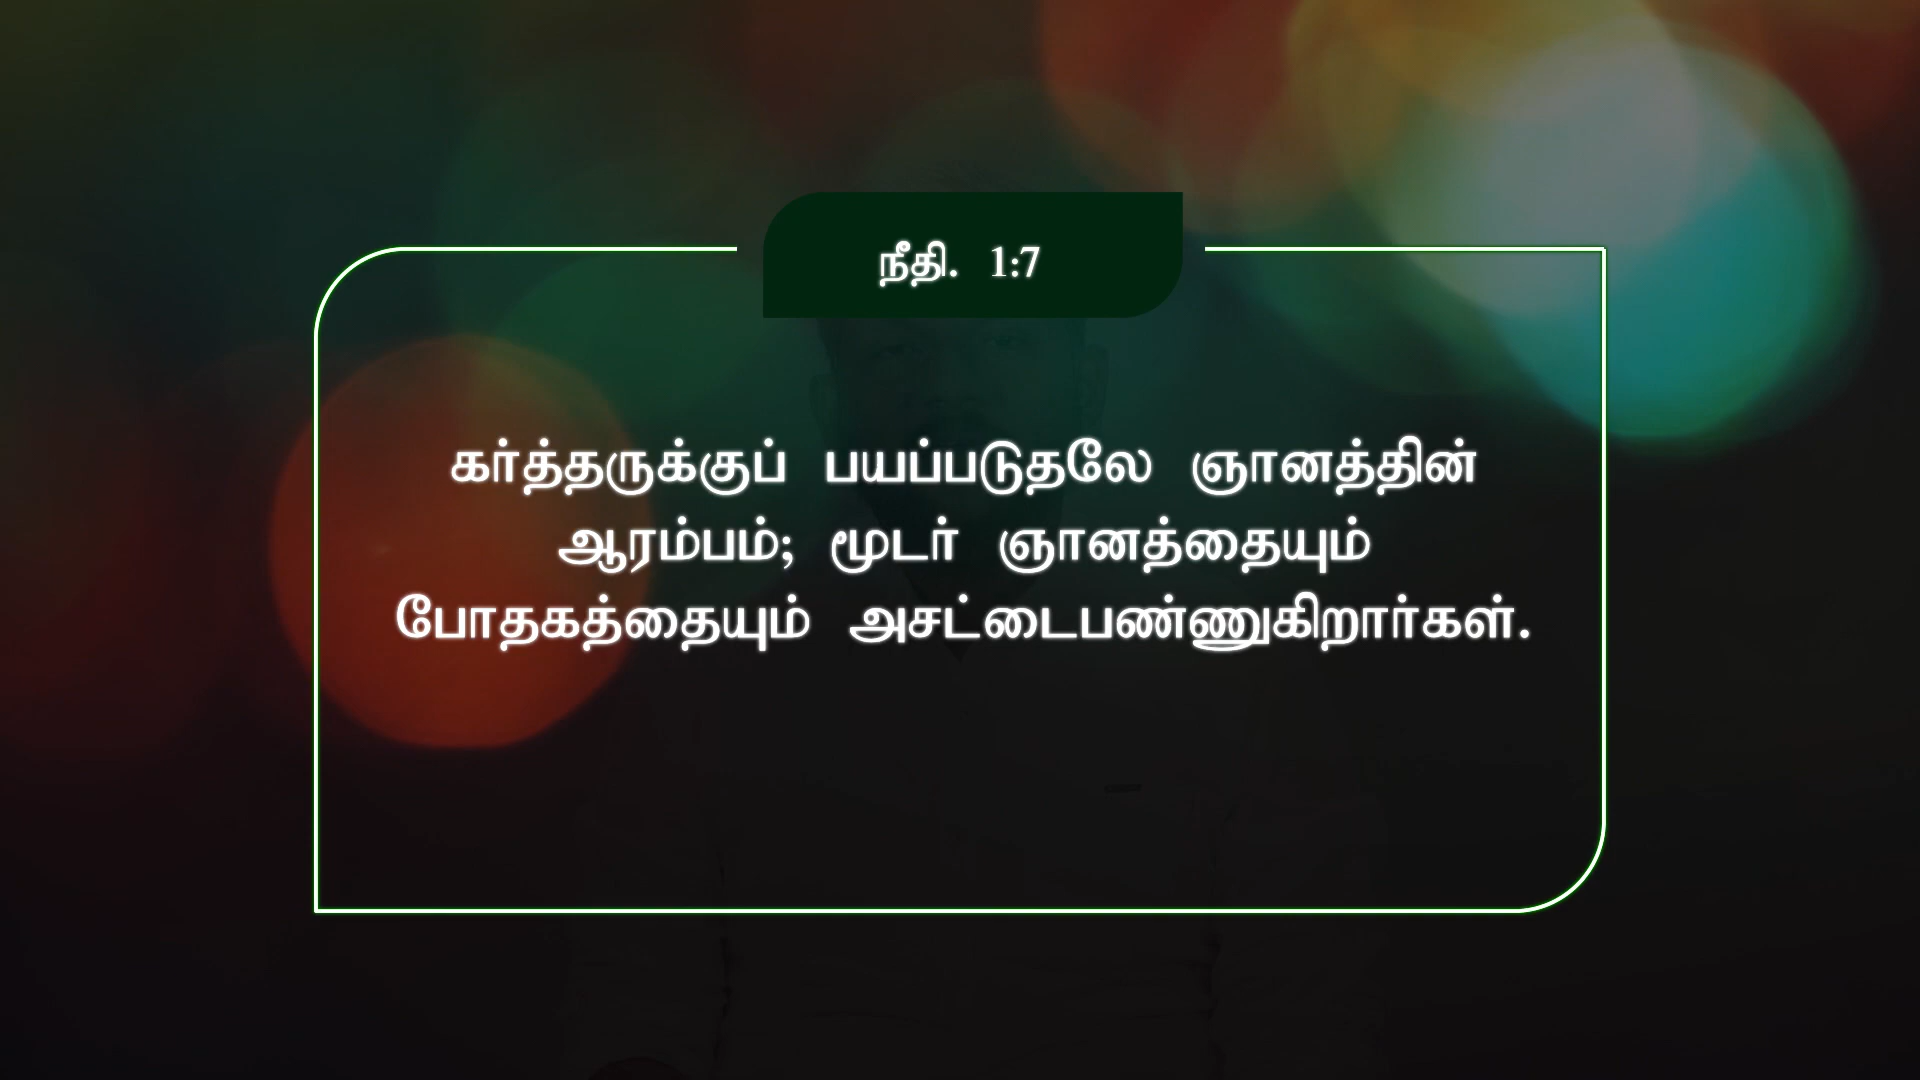 நீதி. 1:7
கர்த்தருக்குப் பயப்படுதலே ஞானத்தின்
ஆரம்பம்; மூடர் ஞானத்தையும்
போதகத்தையும் அசட்டைபண்ணுகிறார்கள்.